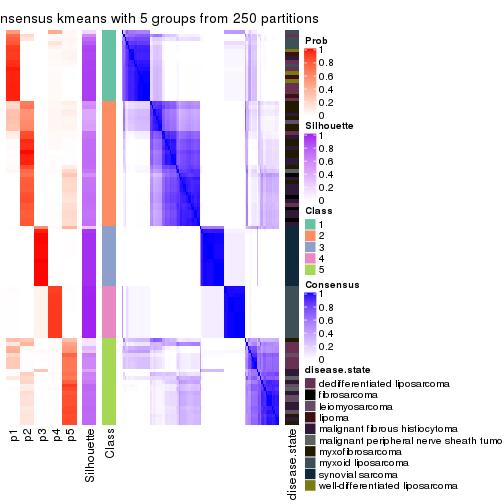 nsensus kmeans with 5 groups from 250 partitions
Prob
1
0.8
0.6
0.4
0.2
0
Silhouette
1
0.8
0.6
0.4
0.2
0
Class
1
2
3
4
5
Consensus
1
0.8
0.6
0.4
0.2
0
disease.state
dedifferentiated liposarcoma
fibrosarcoma
leiomyosarcoma
lipoma
malignant fibrous histiocytoma
malignant peripheral nerve sheath tumo
myxofibrosarcoma
myxoid liposarcoma
synovial sarcoma
well-differentiated liposarcoma
p1
p2
p3
p4
p5
Silhouette
Class
disease.state